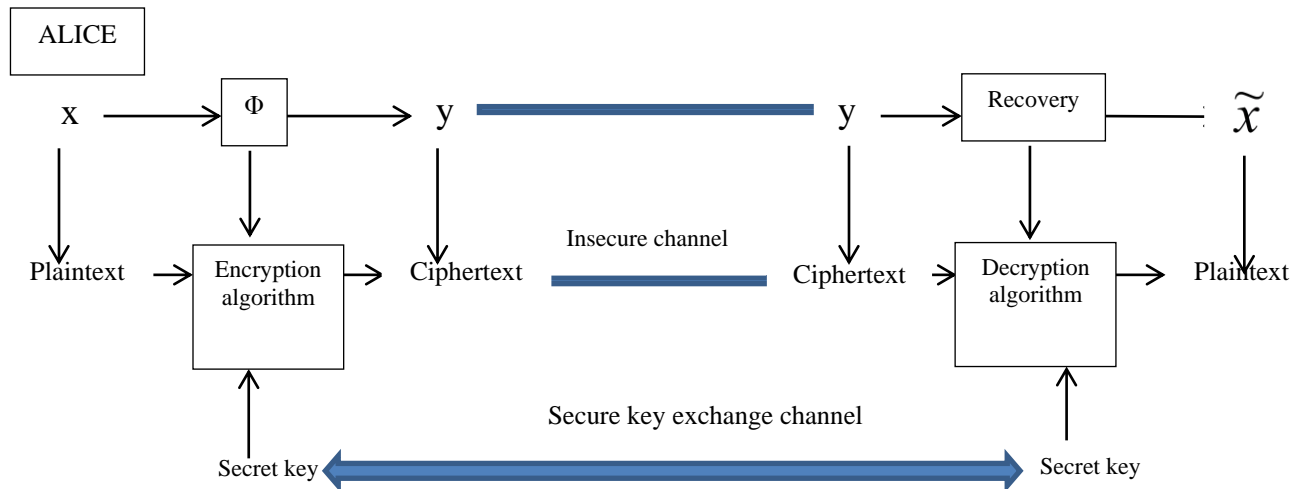 ALICE
x
Φ
y
y
Recovery
x̃
Insecure channel
Plaintext
Encryption
algorithm
Ciphertext
Ciphertext
Decryption
algorithm
Plaintext
Secure key exchange channel
Secret key
Secret key